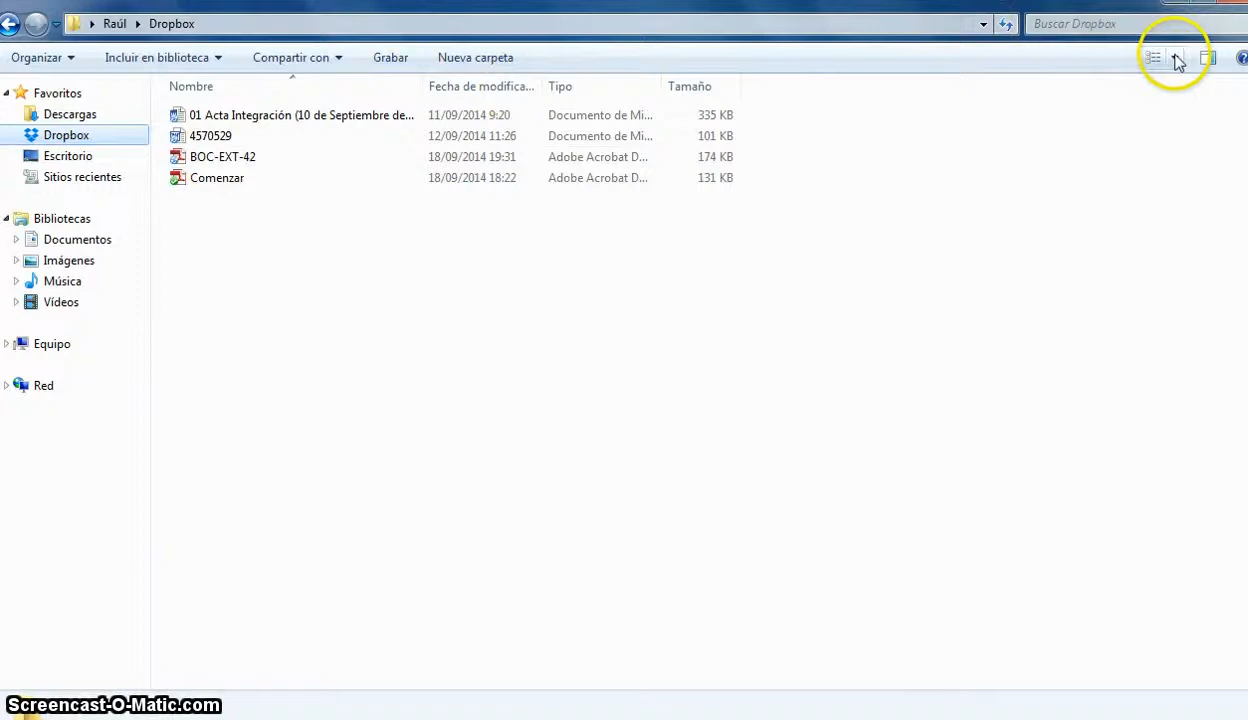 Raúl Dropbox Buscar Dropbox
Organizar Incluir en biblioteca Compartir con Grabar Nueva carpeta
Favoritos
Descargas
Dropbox
Escritorio
Sitios recientes
Bibliotecas
Documentos
Imágenes
Música
Vídeos
Equipo
Red
Nombre Fecha de modifica... Tipo Tamaño
01 Acta Integración (10 de Septiembre de... 11/09/2014 9:20 Documento de Mi... 335 KB
4570529 12/09/2014 11:26 Documento de Mi... 101 KB
BOC-EXT-42 18/09/2014 19:31 Adobe Acrobat D... 174 KB
Comenzar 18/09/2014 18:22 Adobe Acrobat D... 131 KB
Screencast-O-Matic.com